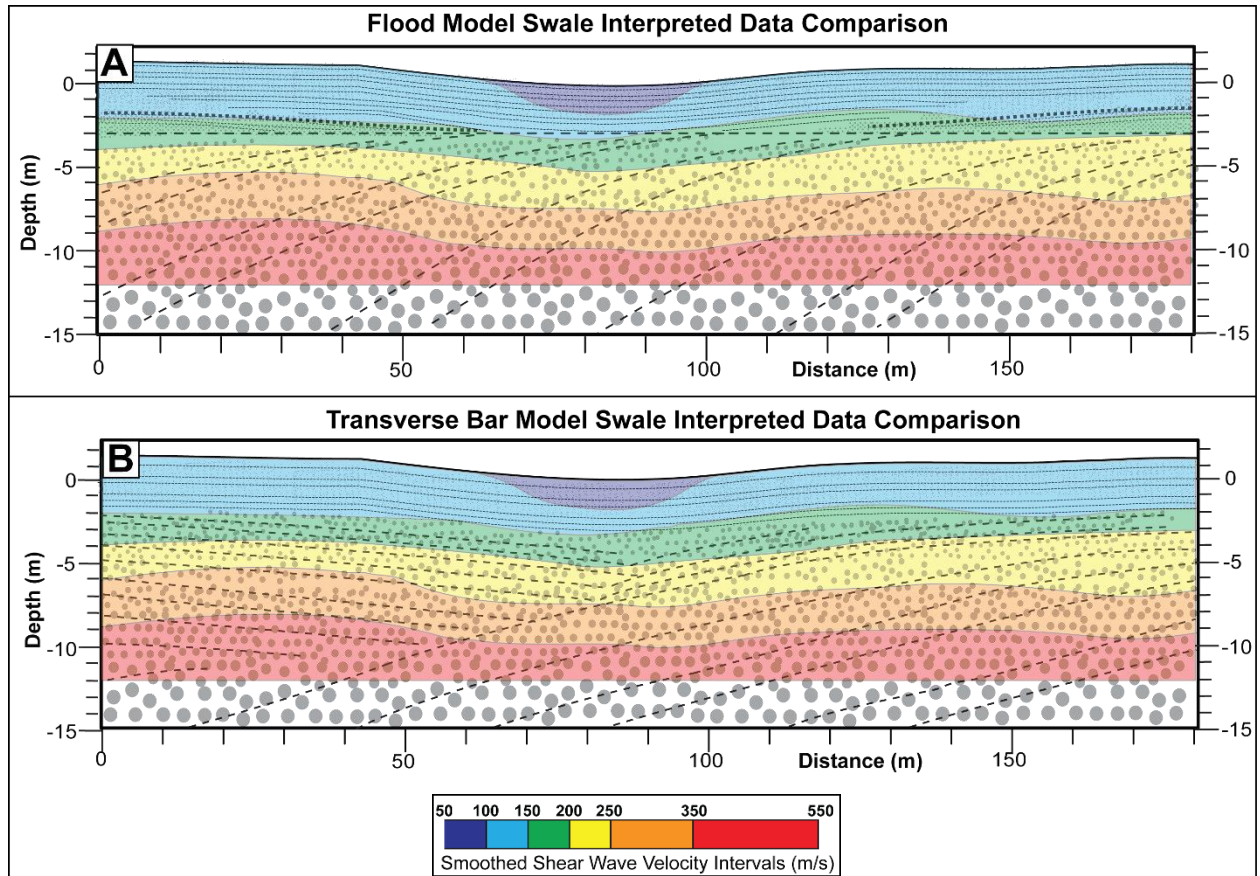 Flood Model Swale Interpreted Data Comparison
A
0
0
-5
-5
-10
-10
-15
-15
Depth (m)
0
50
100
Distance (m)
150
Transverse Bar Model Swale Interpreted Data Comparison
B
0
0
-5
-5
-10
-10
-15
-15
Depth (m)
0
50
100
Distance (m)
150
50 100 150 200 250 350 550
Smoothed Shear Wave Velocity Intervals (m/s)